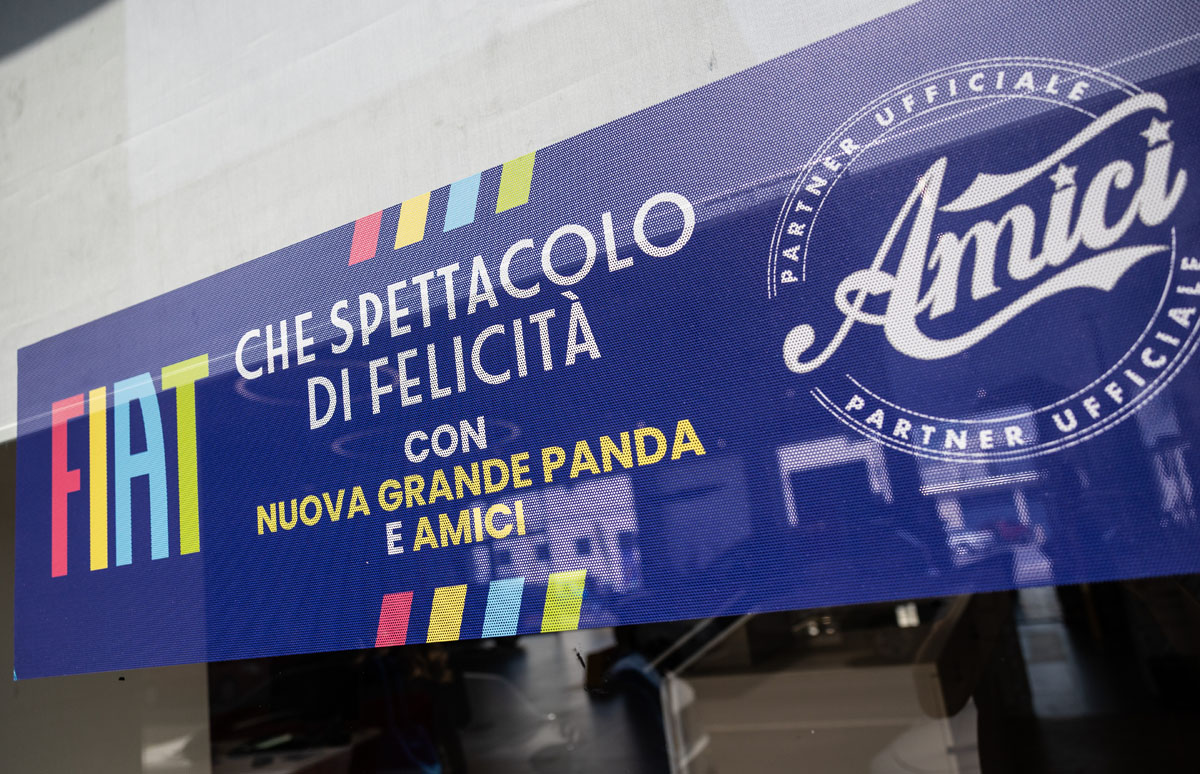 FIAT
CHE SPETTACOLO
DI FELICITÀ
CON
NUOVA GRANDE PANDA
E AMICI
PARTNER UFFICIALE
Amici
PARTNER UFFICIALE